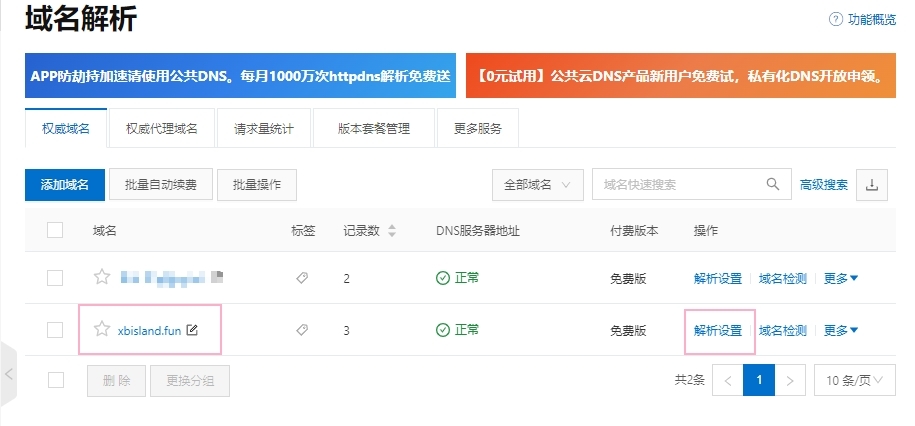 域名解析
功能概览
APP防劫持加速请使用公共DNS。每月1000万次httpdns解析免费送
【0元试用】公共云DNS产品新用户免费试，私有化DNS开放申领。
权威域名 权威代理域名 请求量统计 版本套餐管理 更多服务
添加域名 批量自动续费 批量操作 全部域名 域名快速搜索 高级搜索
域名 标签 记录数 DNS服务器地址 付费版本 操作
2 正常 免费版 解析设置 域名检测 更多
xbisland.fun 3 正常 免费版 解析设置 域名检测 更多
删除 更换分组 共2条 < 1 > 10 条/页